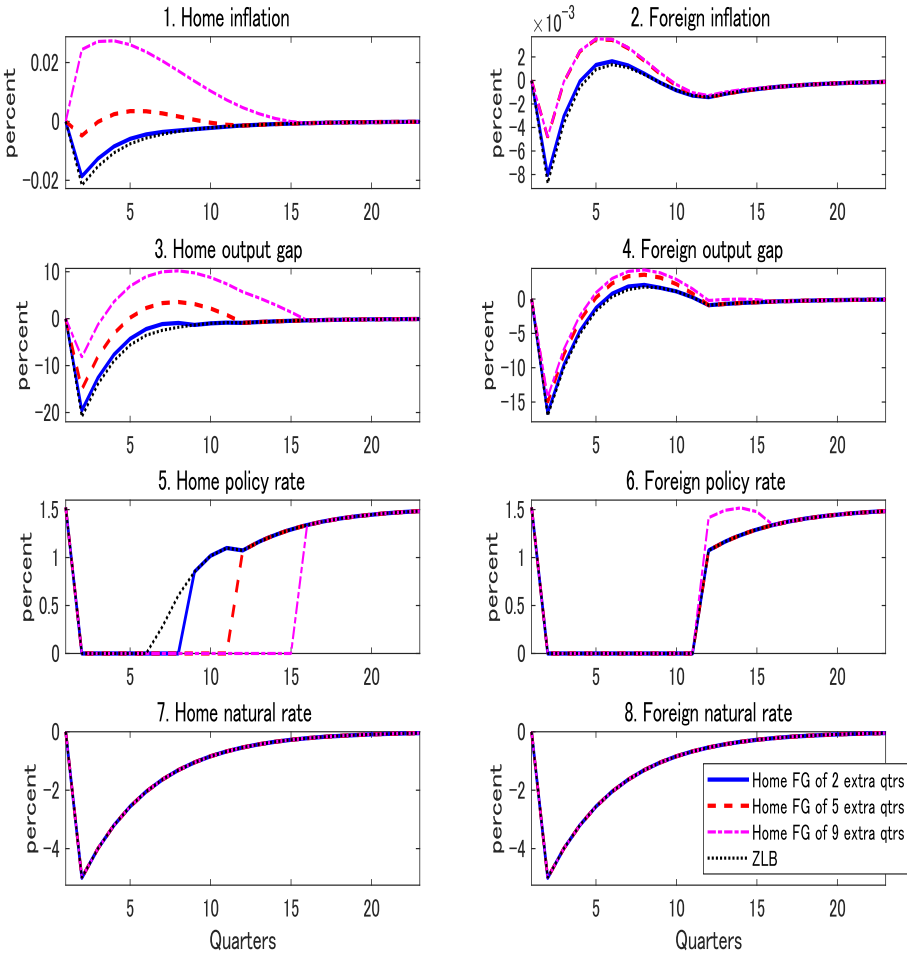 1. Home inflation
percent
0.02
0
-0.02
5 10 15 20
2. Foreign inflation
×10⁻³
percent
2
0
-2
-4
-6
-8
5 10 15 20
3. Home output gap
percent
10
0
-10
-20
5 10 15 20
4. Foreign output gap
percent
0
-5
-10
-15
5 10 15 20
5. Home policy rate
percent
1.5
1
0.5
0
5 10 15 20
6. Foreign policy rate
percent
1.5
1
0.5
0
5 10 15 20
7. Home natural rate
percent
0
-2
-4
5 10 15 20
Quarters
8. Foreign natural rate
percent
0
-2
-4
5 10 15 20
Quarters
Home FG of 2 extra qtrs
Home FG of 5 extra qtrs
Home FG of 9 extra qtrs
ZLB